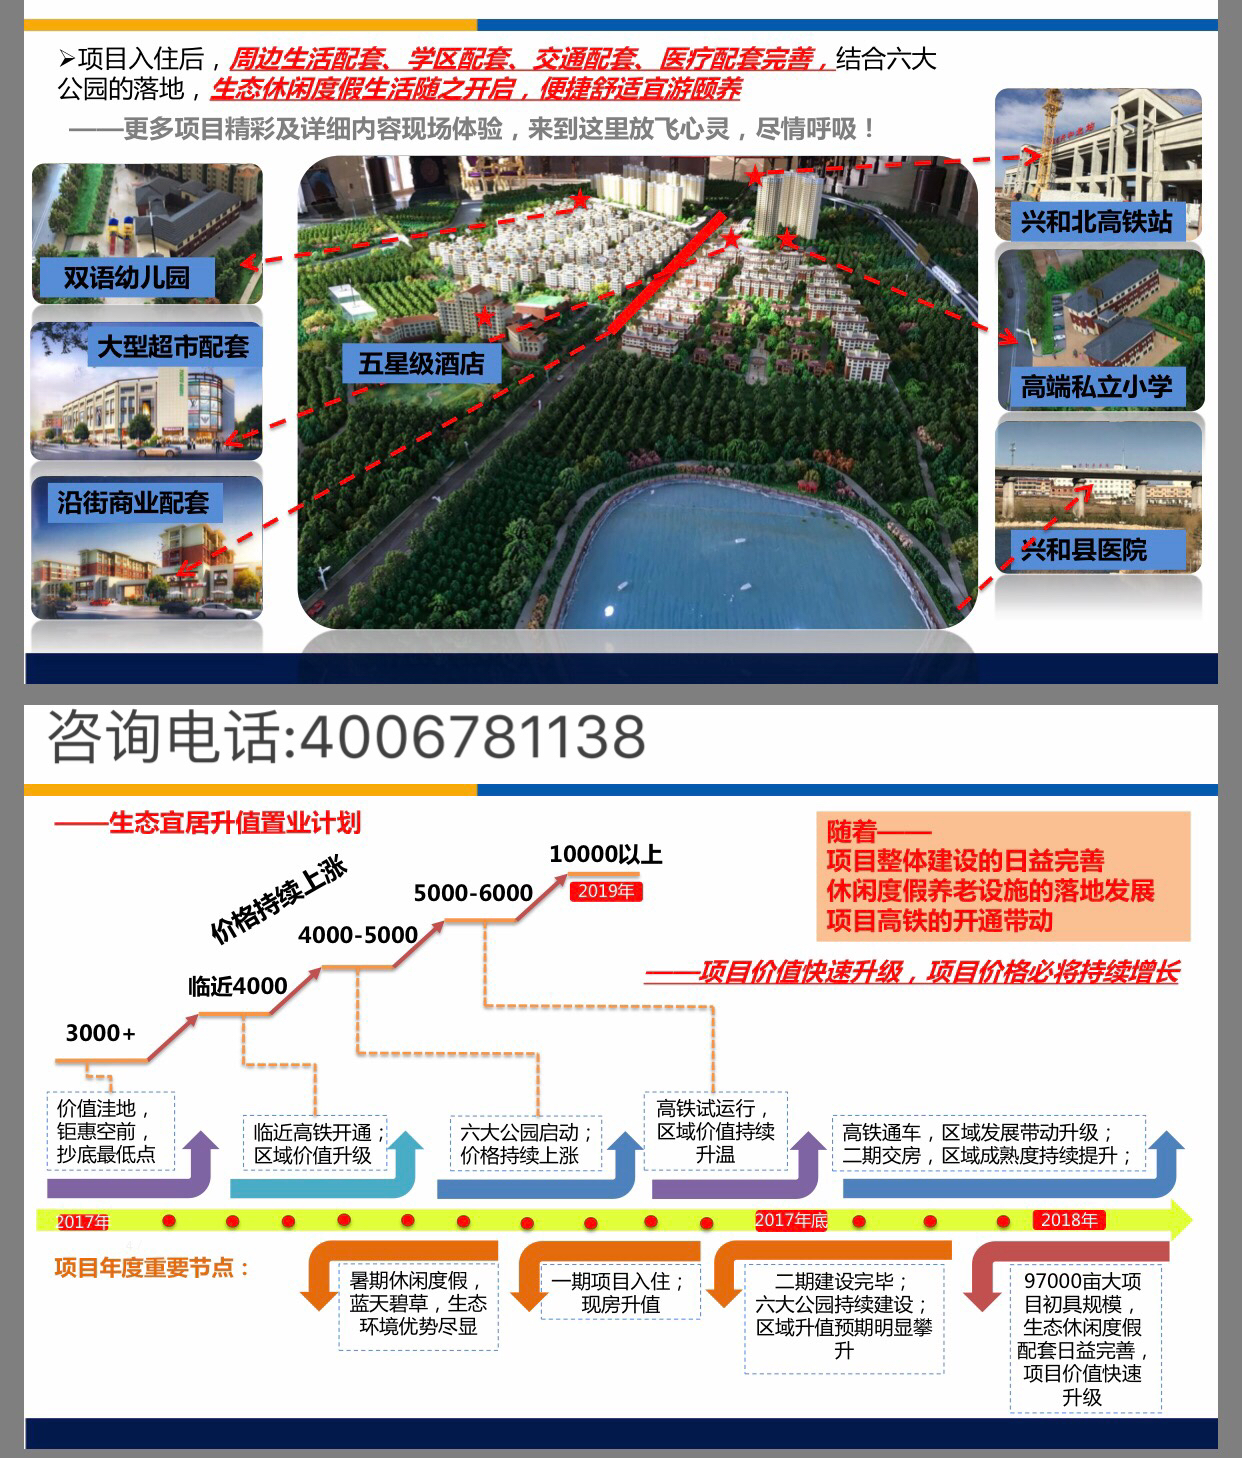 ➢项目入住后，周边生活配套、学区配套、交通配套、医疗配套完善，结合六大
公园的落地，生态休闲度假生活随之开启，便捷舒适宜游颐养
——更多项目精彩及详细内容现场体验，来到这里放飞心灵，尽情呼吸！
双语幼儿园
大型超市配套
沿街商业配套
五星级酒店
兴和北高铁站
高端私立小学
兴和县医院
咨询电话:4006781138
——生态宜居升值置业计划
随着——
项目整体建设的日益完善
休闲度假养老设施的落地发展
项目高铁的开通带动
——项目价值快速升级，项目价格必将持续增长
价格持续上涨
3000+
临近4000
4000-5000
5000-6000
10000以上
2019年
价值洼地，
钜惠空前，
抄底最低点
临近高铁开通；
区域价值升级
六大公园启动；
价格持续上涨
高铁试运行，
区域价值持续
升温
高铁通车，区域发展带动升级；
二期交房，区域成熟度持续提升；
2017年
2017年底
2018年
项目年度重要节点：
暑期休闲度假，
蓝天碧草，生态
环境优势尽显
一期项目入住；
现房升值
二期建设完毕；
六大公园持续建设；
区域升值预期明显攀
升
97000亩大项
目初具规模，
生态休闲度假
配套日益完善，
项目价值快速
升级